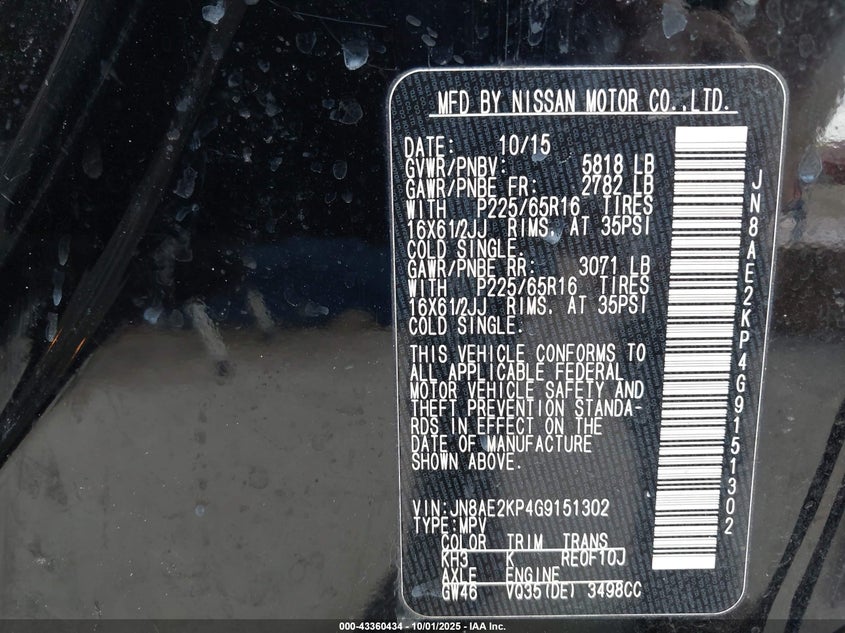 MFD BY NISSAN MOTOR CO.,LTD.
DATE: 10/15
GVWR/PNBV: 5818 LB
GAWR/PNBE FR: 2782 LB
WITH P225/65R16 TIRES
16X61/2JJ RIMS, AT 35PSI
COLD SINGLE.
GAWR/PNBE RR: 3071 LB
WITH P225/65R16 TIRES
16X61/2JJ RIMS, AT 35PSI
COLD SINGLE.
THIS VEHICLE CONFORMS TO
ALL APPLICABLE FEDERAL
MOTOR VEHICLE SAFETY AND
THEFT PREVENTION STANDA-
RDS IN EFFECT ON THE
DATE OF MANUFACTURE
SHOWN ABOVE.
VIN:JN8AE2KP4G9151302
TYPE:MPV
COLOR TRIM TRANS
KH3 K RE0F10J
AXLE ENGINE
GW46 VQ35(DE) 3498CC
JN8AE2KP4G9151302
000-43360434 - 10/01/2025 - IAA Inc.